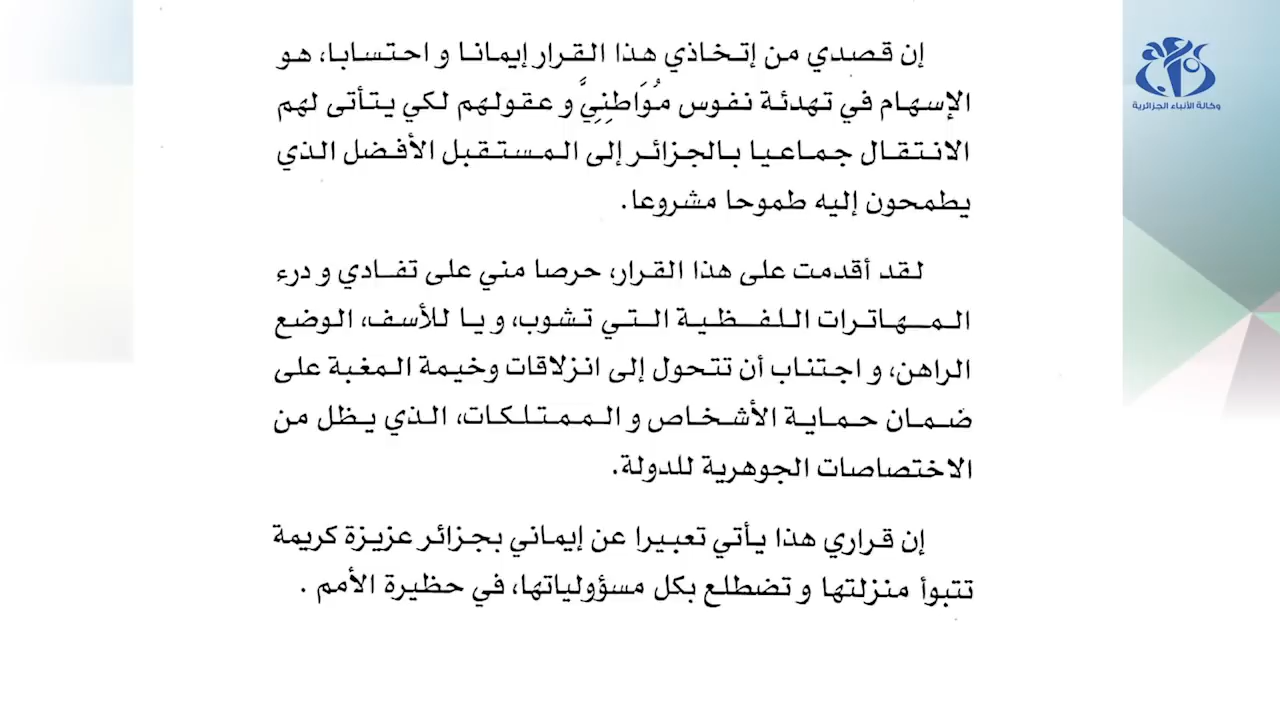 إن قصدي من إتخاذي هذا القرار إيمانا و احتسابا، هو
الإسهام في تهدئة نفوس مُوَاطنِيَّ و عقولهم لكي يتأتى لهم
الانتقال جماعيا بالجزائر إلى المستقبل الأفضل الذي
يطمحون إليه طموحا مشروعا.
لقد أقدمت على هذا القرار، حرصا مني على تفادي و درء
المهاترات اللفظية التي تشوب، و يا للأسف، الوضع
الراهن، و اجتناب أن تتحول إلى انزلاقات وخيمة المغبة على
ضمان حماية الأشخاص و الممتلكات، الذي يظل من
الاختصاصات الجوهرية للدولة.
إن قراري هذا يأتي تعبيرا عن إيماني بجزائر عزيزة كريمة
تتبوأ منزلتها و تضطلع بكل مسؤولياتها، في حظيرة الأمم .
وكالة الأنباء الجزائرية